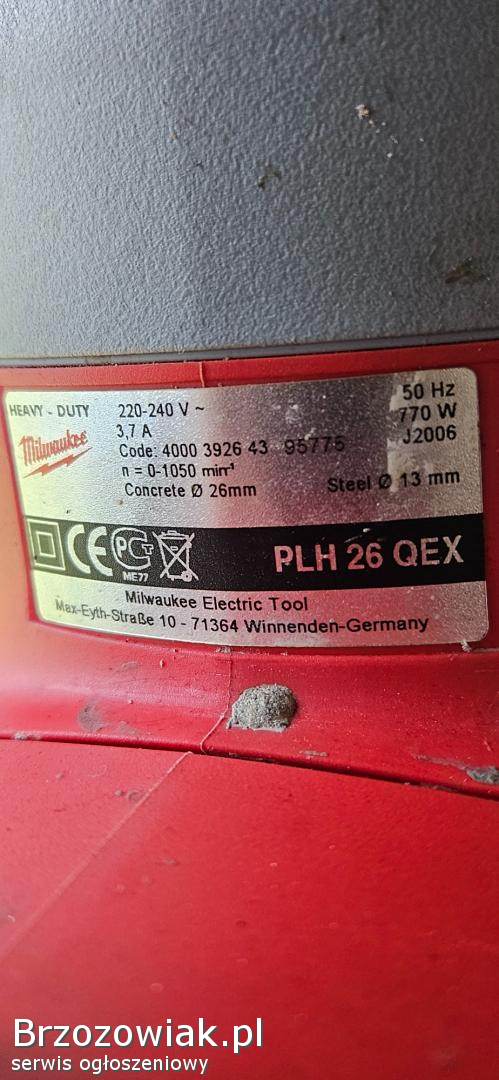 HEAVY - DUTY
Milwaukee
220-240 V ~
3,7 A
Code: 4000 3926 43 95775
n = 0-1050 min⁻¹
Concrete Ø 26mm
50 Hz
770 W
J2006
Steel Ø 13 mm
CE
ME77
PLH 26 QEX
Milwaukee Electric Tool
Max-Eyth-Straße 10 - 71364 Winnenden-Germany
Brzozowiak.pl
serwis ogłoszeniowy